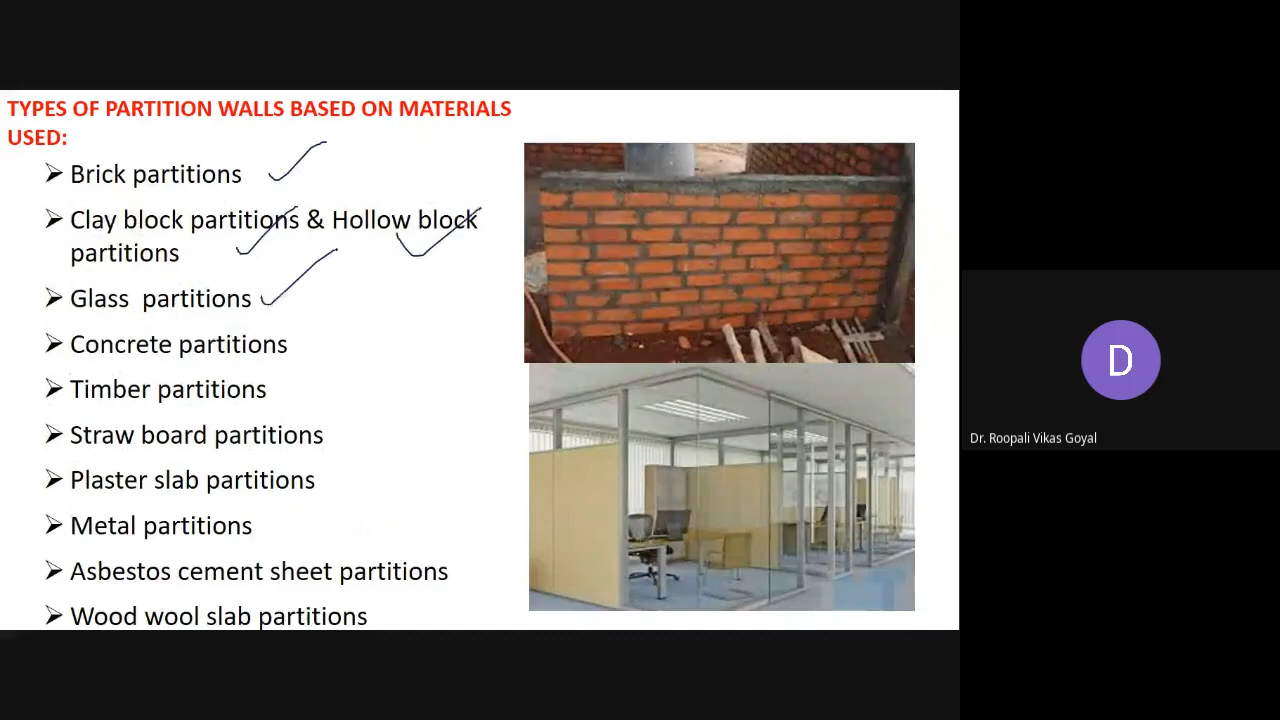 TYPES OF PARTITION WALLS BASED ON MATERIALS
USED:
➢ Brick partitions
➢ Clay block partitions & Hollow block
partitions
➢ Glass partitions
➢ Concrete partitions
➢ Timber partitions
➢ Straw board partitions
➢ Plaster slab partitions
➢ Metal partitions
➢ Asbestos cement sheet partitions
➢ Wood wool slab partitions
D
Dr. Roopali Vikas Goyal